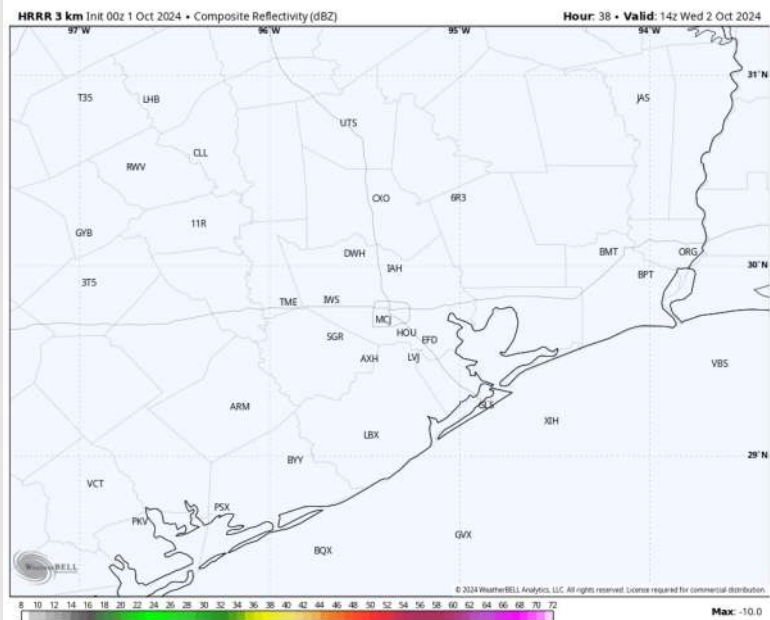 HRRR 3 km Init 00z 1 Oct 2024 • Composite Reflectivity (dBZ) Hour: 38 • Valid: 14z Wed 2 Oct 2024
97°W 96°W 95°W 94°W
31°N
T35 LHB JAS
UTS
CLL
RWV
CXO 6R3
11R
GYB
DWH BMT ORG
30°N
IAH
BPT
3T5
TME IWS
MCJ
HOU
SGR EFD
AXH LVJ
VBS
ARM GLS
XIH
LBX
29°N
BYY
VCT
PSX
PKV
GVX
BQX
WeatherBELL
© 2024 WeatherBELL Analytics, LLC. All rights reserved. License required for commercial distribution.
8 10 12 14 16 18 20 22 24 26 28 30 32 34 36 38 40 42 44 46 48 50 52 54 56 58 60 62 64 66 68 70 72
Max: -10.0